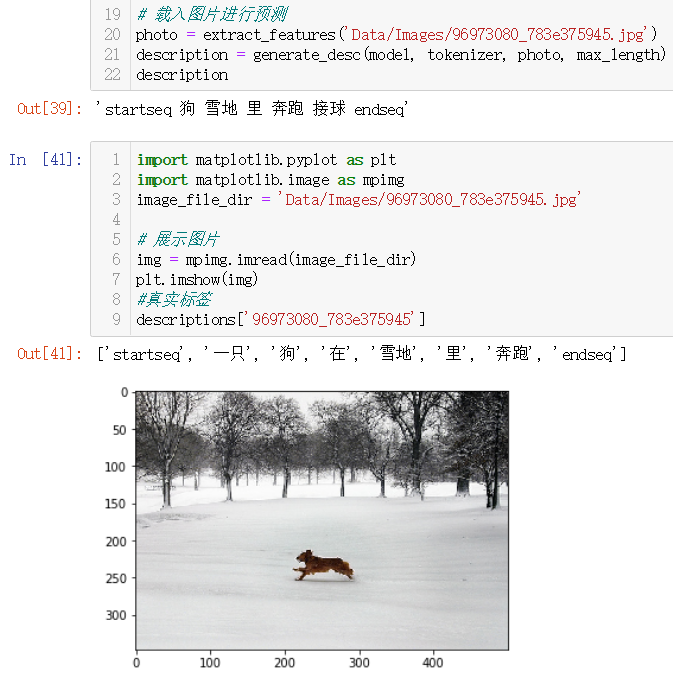 19 # 载入图片进行预测
20 photo = extract_features('Data/Images/96973080_783e375945.jpg')
21 description = generate_desc(model, tokenizer, photo, max_length)
22 description
Out[39]: 'startseq 狗 雪地 里 奔跑 接球 endseq'
In [41]: 1 import matplotlib.pyplot as plt
2 import matplotlib.image as mpimg
3 image_file_dir = 'Data/Images/96973080_783e375945.jpg'
4
5 # 展示图片
6 img = mpimg.imread(image_file_dir)
7 plt.imshow(img)
8 #真实标签
9 descriptions['96973080_783e375945']
Out[41]: ['startseq', '一只', '狗', '在', '雪地', '里', '奔跑', 'endseq']
0
50
100
150
200
250
300
0 100 200 300 400